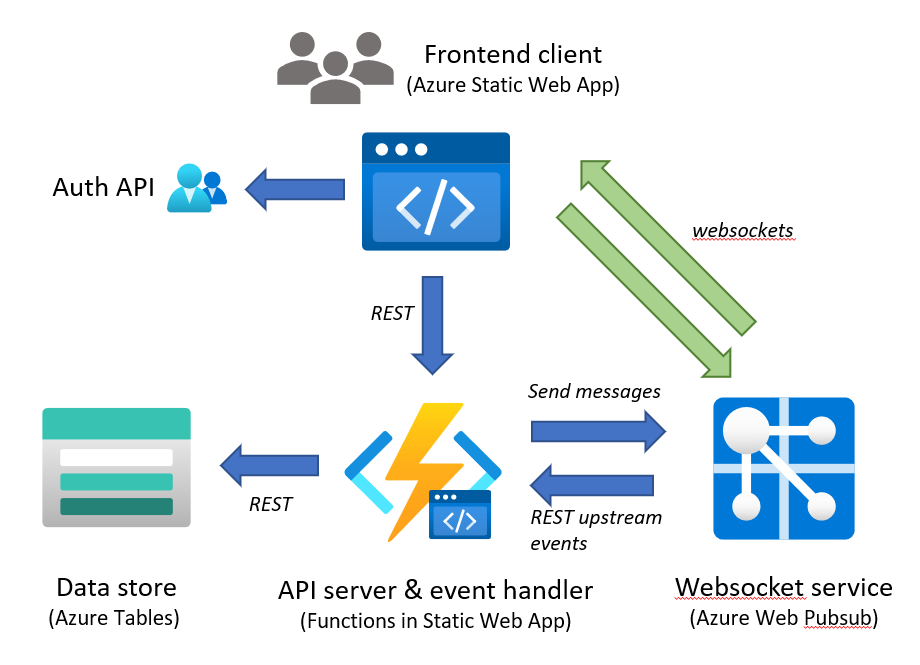 Frontend client
(Azure Static Web App)
Auth API
</>
websockets
REST
Send messages
REST
REST upstream
events
</>
Data store
(Azure Tables)
API server & event handler
(Functions in Static Web App)
Websocket service
(Azure Web Pubsub)